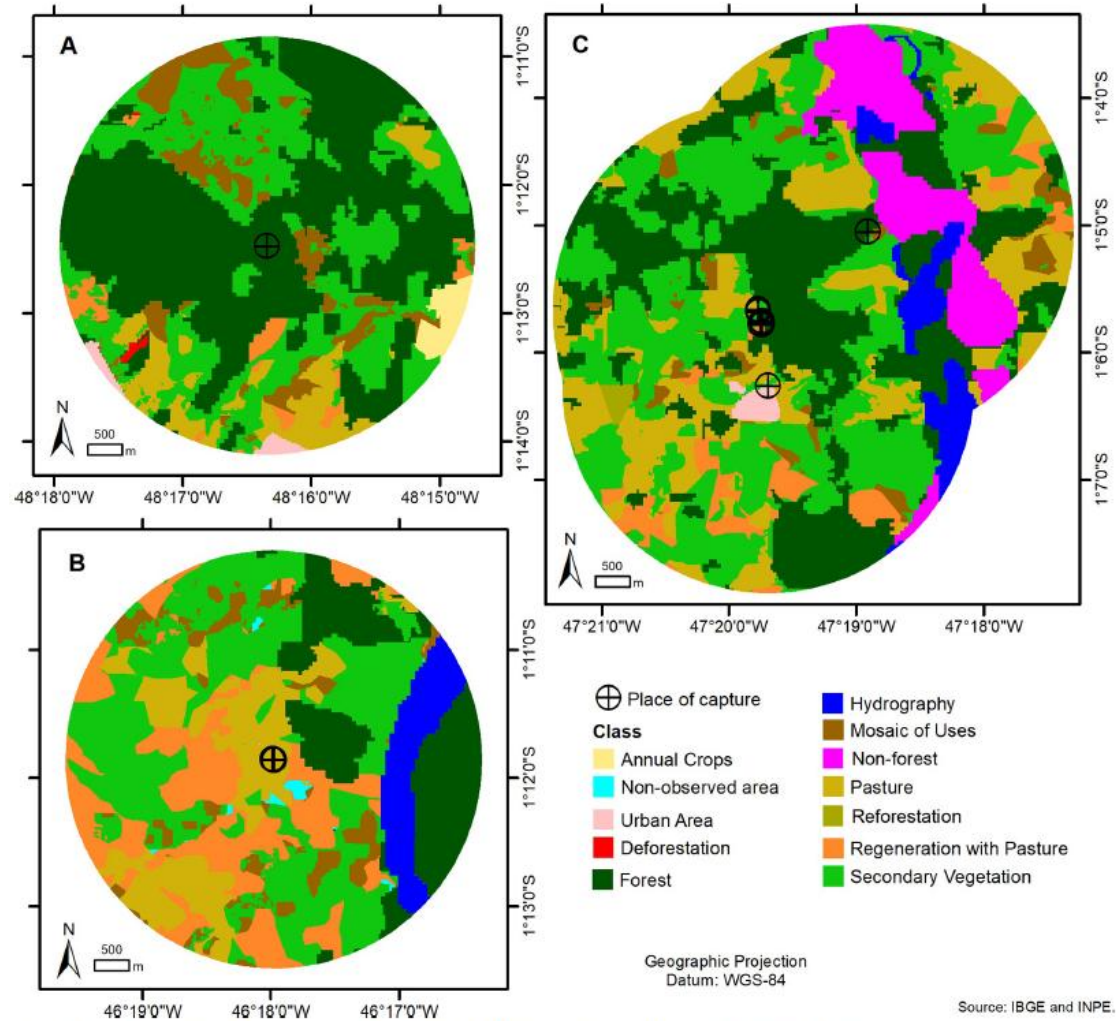 A
1°11'0"S
1°12'0"S
1°13'0"S
1°14'0"S
N
500
m
48°18'0"W 48°17'0"W 48°16'0"W 48°15'0"W
B
1°11'0"S
1°12'0"S
1°13'0"S
N
500
m
46°19'0"W 46°18'0"W 46°17'0"W
C
1°4'0"S
1°5'0"S
1°6'0"S
1°7'0"S
N
500
m
47°21'0"W 47°20'0"W 47°19'0"W 47°18'0"W
Place of capture
Class
Annual Crops
Non-observed area
Urban Area
Deforestation
Forest
Hydrography
Mosaic of Uses
Non-forest
Pasture
Reforestation
Regeneration with Pasture
Secondary Vegetation
Geographic Projection
Datum: WGS-84
Source: IBGE and INPE.